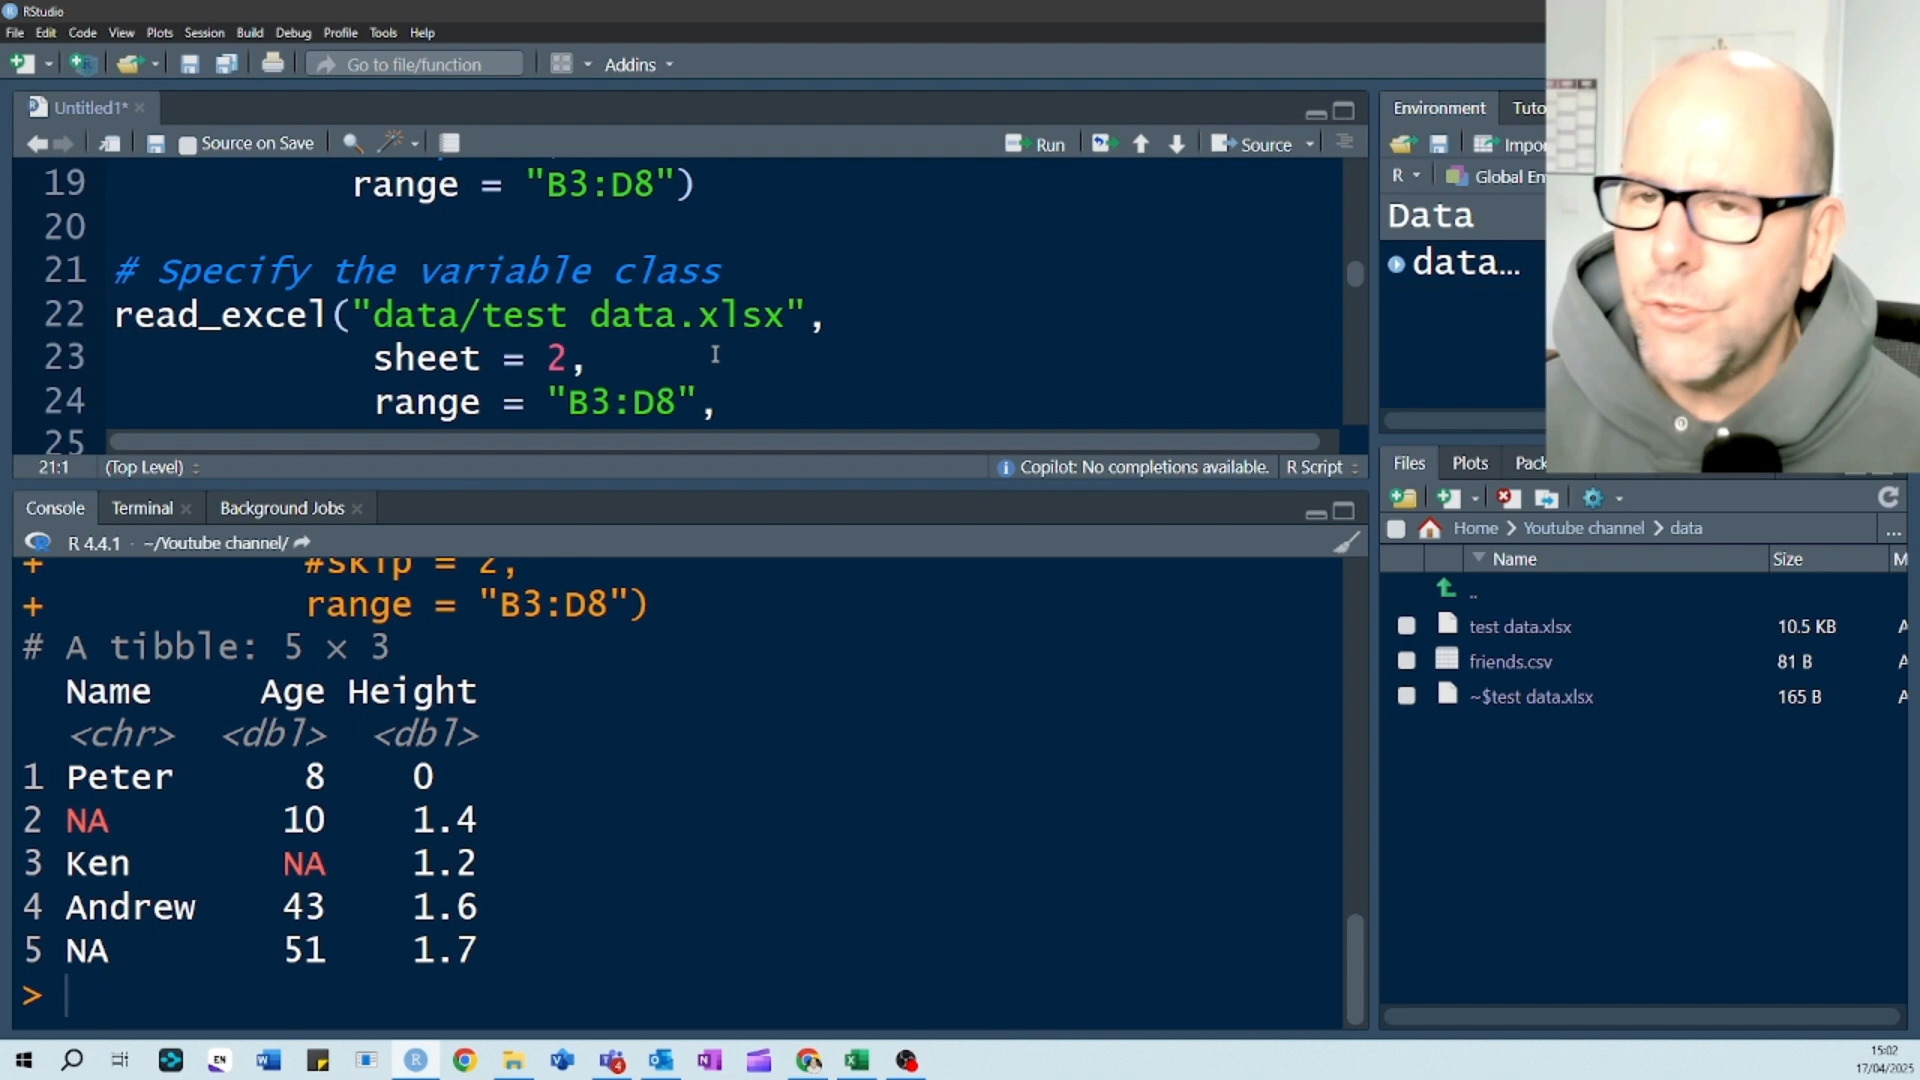 RStudio
File Edit Code View Plots Session Build Debug Profile Tools Help
Go to file/function Addins
Untitled1*
Source on Save Run Source
19 range = "B3:D8")
20
21 # Specify the variable class
22 read_excel("data/test data.xlsx",
23 sheet = 2,
24 range = "B3:D8",
25
21:1 (Top Level) Copilot: No completions available. R Script
Console Terminal Background Jobs
R 4.4.1 · ~/Youtube channel/
+ #skip = 2,
+ range = "B3:D8")
# A tibble: 5 × 3
Name Age Height
<chr> <dbl> <dbl>
1 Peter 8 0
2 NA 10 1.4
3 Ken NA 1.2
4 Andrew 43 1.6
5 NA 51 1.7
>
Environment Tuto
Impo
R Global En
Data
data...
Files Plots Pack
Home Youtube channel data ...
Name Size M
..
test data.xlsx 10.5 KB A
friends.csv 81 B A
~$test data.xlsx 165 B A
EN
4
15:02
17/04/2025